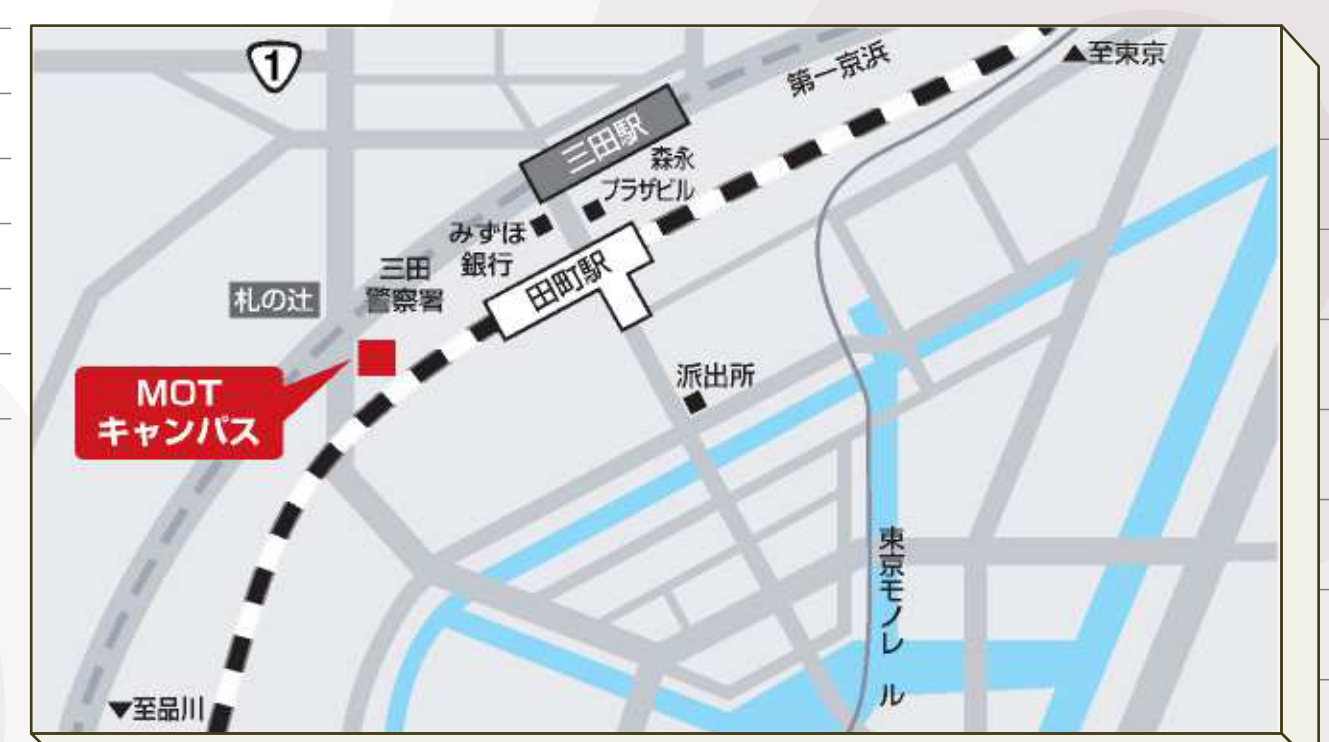 1
第一京浜
▲至東京
三田駅
森永
プラザビル
みずほ
銀行
田町駅
三田
警察署
札の辻
MOT
キャンパス
派出所
東京モノレ ル
▼至品川